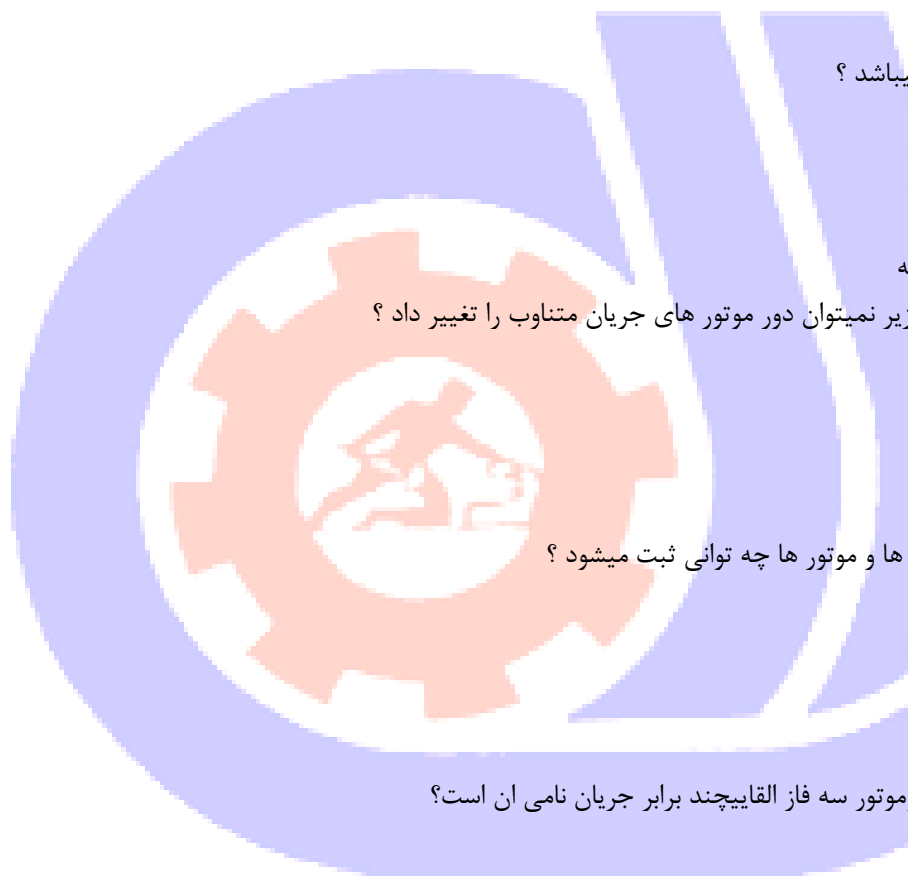 یباشد ؟
ه
زیر نمیتوان دور موتور های جریان متناوب را تغییر داد ؟
ها و موتور ها چه توانی ثبت میشود ؟
موتور سه فاز القاییچند برابر جریان نامی ان است؟